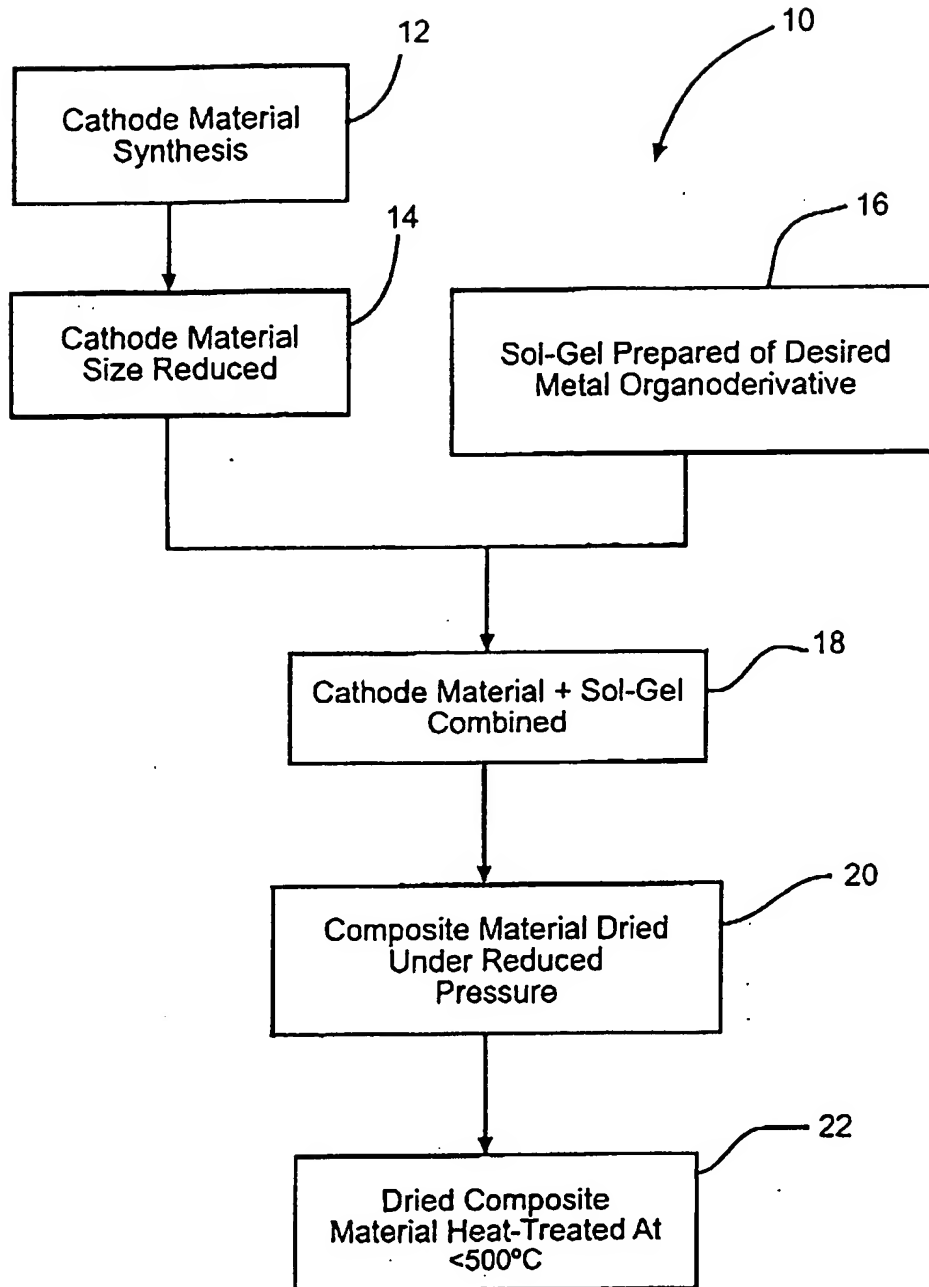 10
12
Cathode Material
Synthesis
14
16
Cathode Material
Size Reduced
Sol-Gel Prepared of Desired
Metal Organoderivative
18
Cathode Material + Sol-Gel
Combined
20
Composite Material Dried
Under Reduced
Pressure
22
Dried Composite
Material Heat-Treated At
<500ºC